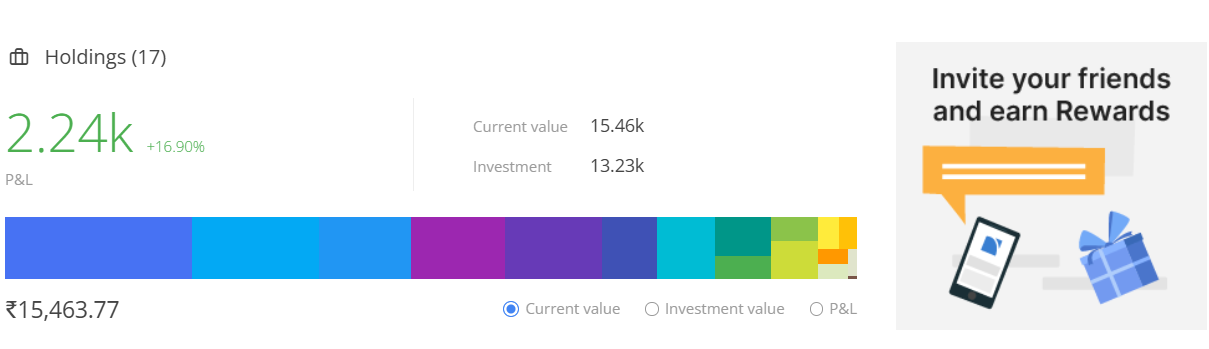 Holdings (17)
2.24k +16.90%
P&L
Current value 15.46k
Investment 13.23k
₹15,463.77
Current value Investment value P&L
Invite your friends
and earn Rewards